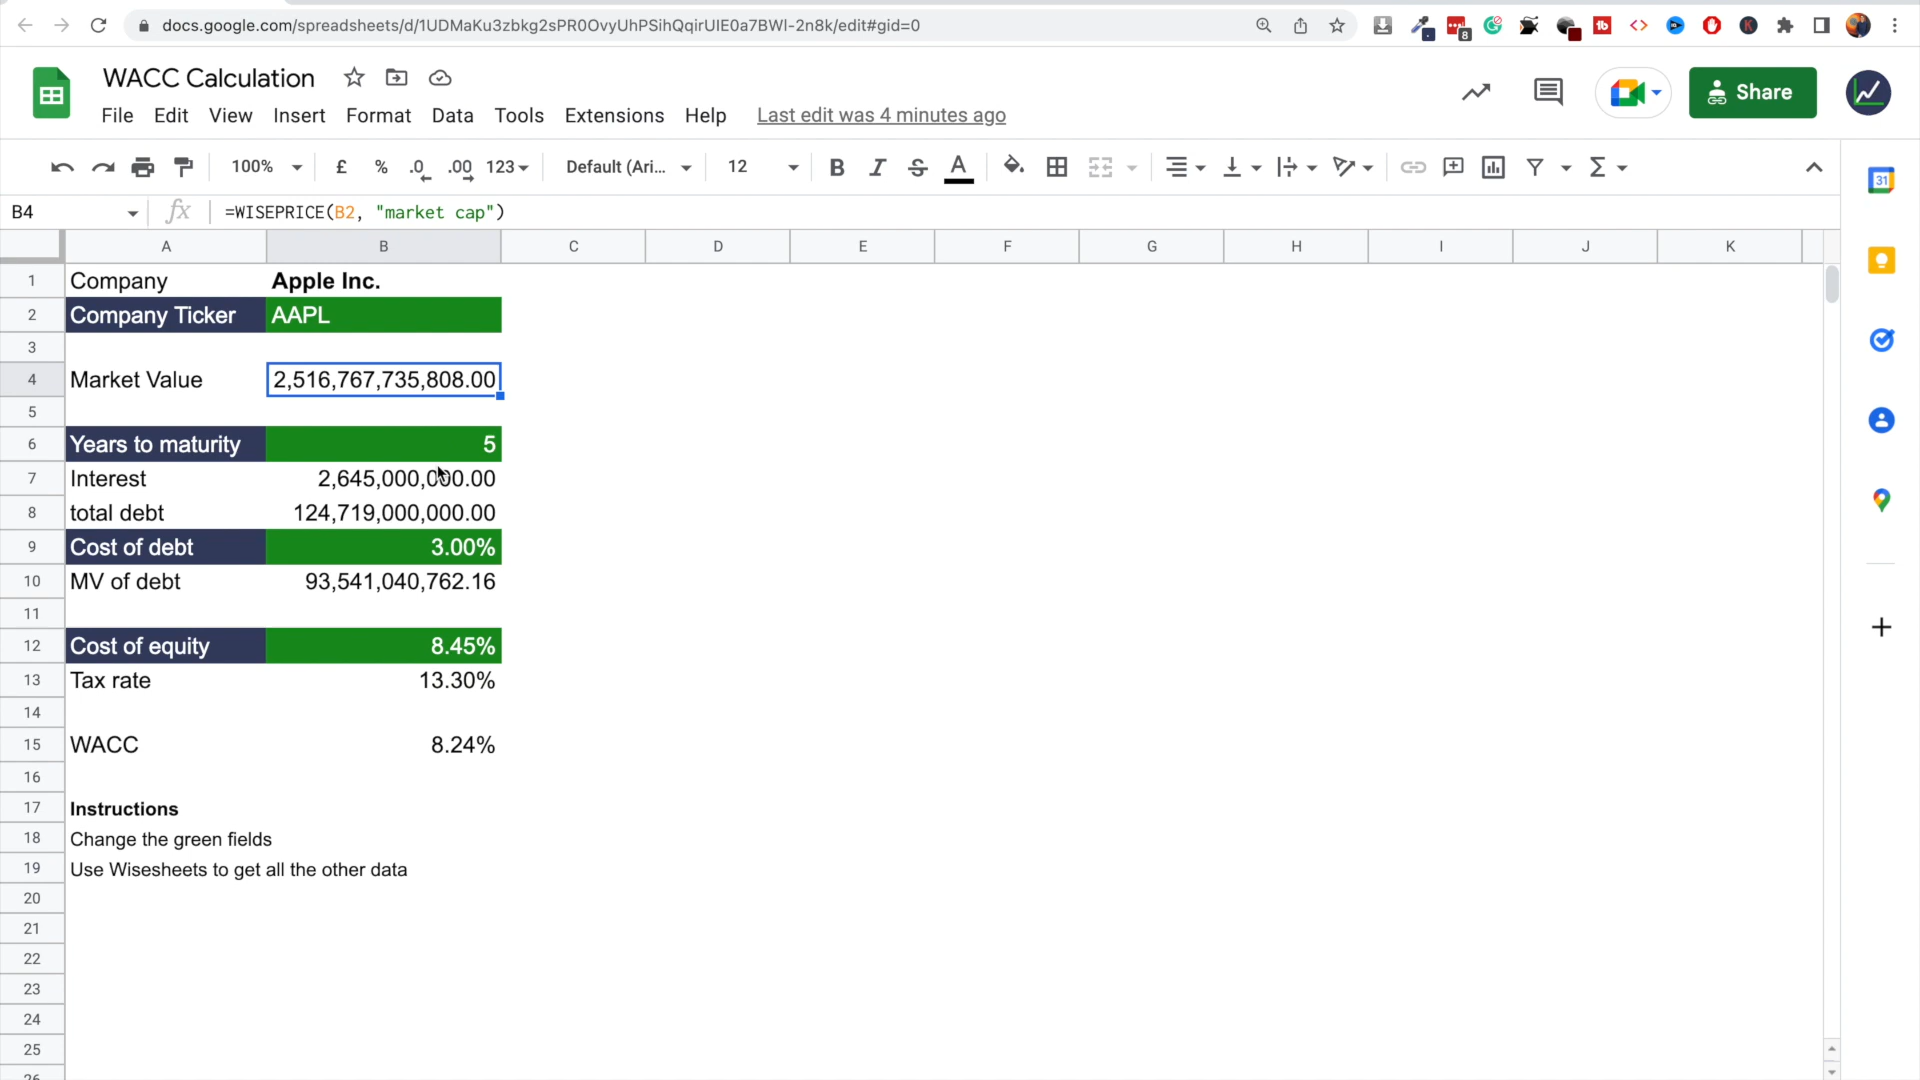 docs.google.com/spreadsheets/d/1UDMaKu3zbkg2sPR0OvyUhPSihQqirUIE0a7BWI-2n8k/edit#gid=0
8
WACC Calculation
File Edit View Insert Format Data Tools Extensions Help Last edit was 4 minutes ago
Share
100% £ % .0 .00 123 Default (Ari... 12 B I S A Σ
31
B4 fx =WISEPRICE(B2, "market cap")
A B C D E F G H I J K
1 Company Apple Inc.
2 Company Ticker AAPL
3
4 Market Value 2,516,767,735,808.00
5
6 Years to maturity 5
7 Interest 2,645,000,000.00
8 total debt 124,719,000,000.00
9 Cost of debt 3.00%
10 MV of debt 93,541,040,762.16
11
12 Cost of equity 8.45%
13 Tax rate 13.30%
14
15 WACC 8.24%
16
17 Instructions
18 Change the green fields
19 Use Wisesheets to get all the other data
20
21
22
23
24
25
26